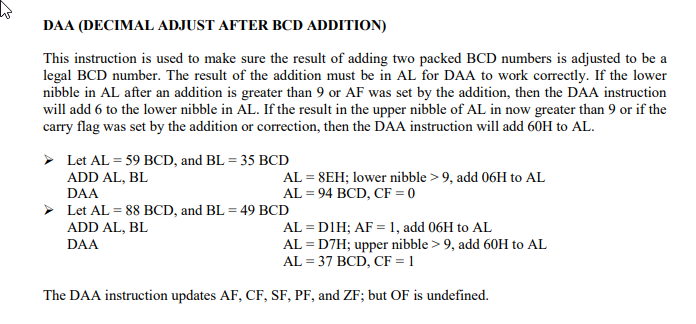 DAA (DECIMAL ADJUST AFTER BCD ADDITION)
This instruction is used to make sure the result of adding two packed BCD numbers is adjusted to be a
legal BCD number. The result of the addition must be in AL for DAA to work correctly. If the lower
nibble in AL after an addition is greater than 9 or AF was set by the addition, then the DAA instruction
will add 6 to the lower nibble in AL. If the result in the upper nibble of AL in now greater than 9 or if the
carry flag was set by the addition or correction, then the DAA instruction will add 60H to AL.
➢ Let AL = 59 BCD, and BL = 35 BCD
ADD AL, BL AL = 8EH; lower nibble > 9, add 06H to AL
DAA AL = 94 BCD, CF = 0
➢ Let AL = 88 BCD, and BL = 49 BCD
ADD AL, BL AL = D1H; AF = 1, add 06H to AL
DAA AL = D7H; upper nibble > 9, add 60H to AL
AL = 37 BCD, CF = 1
The DAA instruction updates AF, CF, SF, PF, and ZF; but OF is undefined.